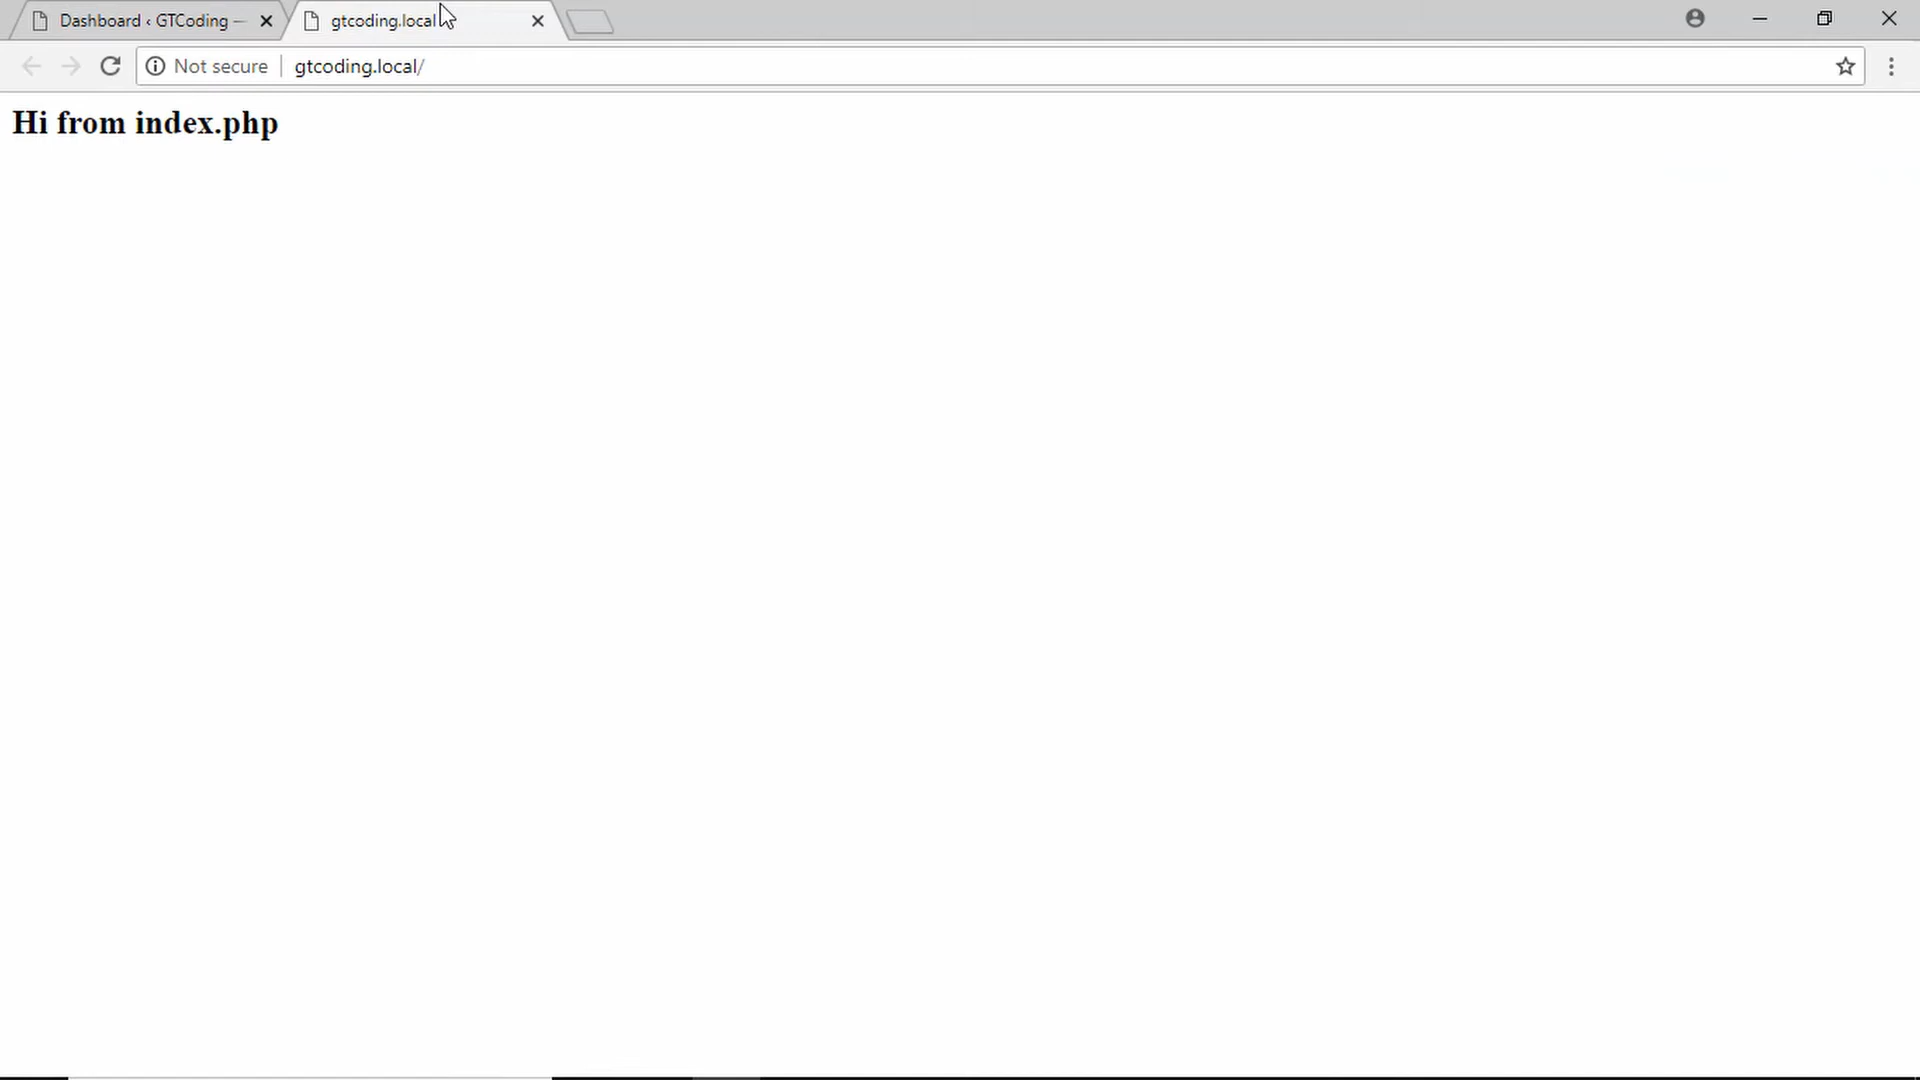 Dashboard ‹ GTCoding —
gtcoding.local
Not secure
gtcoding.local/
Hi from index.php